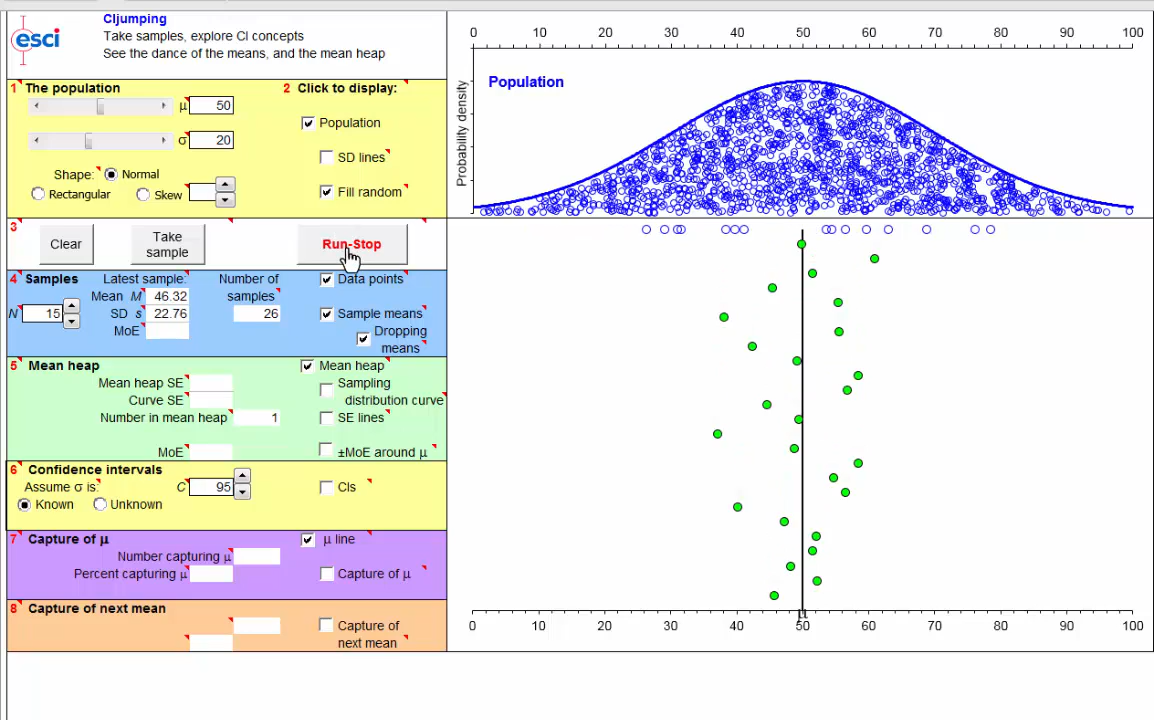 esci
CIjumping
Take samples, explore CI concepts
See the dance of the means, and the mean heap
1 The population
μ 50
σ 20
Shape: Normal
Rectangular Skew
2 Click to display:
Population
SD lines
Fill random
3
Clear
Take
sample
Run-Stop
4 Samples
Latest sample:
Number of
samples
Mean M 46.32
N 15
SD s 22.76
26
MoE
Data points
Sample means
Dropping
means
5 Mean heap
Mean heap SE
Curve SE
Number in mean heap 1
MoE
Mean heap
Sampling
distribution curve
SE lines
±MoE around μ
6 Confidence intervals
Assume σ is: C 95
Known Unknown
CIs
7 Capture of μ
Number capturing μ
Percent capturing μ
μ line
Capture of μ
8 Capture of next mean
Capture of
next mean
0 10 20 30 40 50 60 70 80 90 100
Probability density
Population
0 10 20 30 40 50 60 70 80 90 100